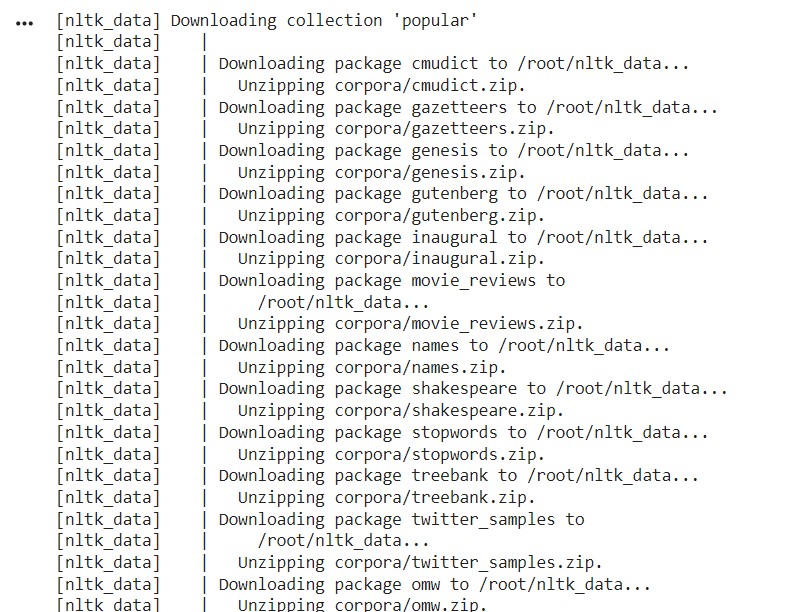 ... [nltk_data] Downloading collection 'popular'
[nltk_data]    |
[nltk_data]    | Downloading package cmudict to /root/nltk_data...
[nltk_data]    |   Unzipping corpora/cmudict.zip.
[nltk_data]    | Downloading package gazetteers to /root/nltk_data...
[nltk_data]    |   Unzipping corpora/gazetteers.zip.
[nltk_data]    | Downloading package genesis to /root/nltk_data...
[nltk_data]    |   Unzipping corpora/genesis.zip.
[nltk_data]    | Downloading package gutenberg to /root/nltk_data...
[nltk_data]    |   Unzipping corpora/gutenberg.zip.
[nltk_data]    | Downloading package inaugural to /root/nltk_data...
[nltk_data]    |   Unzipping corpora/inaugural.zip.
[nltk_data]    | Downloading package movie_reviews to
[nltk_data]    |     /root/nltk_data...
[nltk_data]    |   Unzipping corpora/movie_reviews.zip.
[nltk_data]    | Downloading package names to /root/nltk_data...
[nltk_data]    |   Unzipping corpora/names.zip.
[nltk_data]    | Downloading package shakespeare to /root/nltk_data...
[nltk_data]    |   Unzipping corpora/shakespeare.zip.
[nltk_data]    | Downloading package stopwords to /root/nltk_data...
[nltk_data]    |   Unzipping corpora/stopwords.zip.
[nltk_data]    | Downloading package treebank to /root/nltk_data...
[nltk_data]    |   Unzipping corpora/treebank.zip.
[nltk_data]    | Downloading package twitter_samples to
[nltk_data]    |     /root/nltk_data...
[nltk_data]    |   Unzipping corpora/twitter_samples.zip.
[nltk_data]    | Downloading package omw to /root/nltk_data...
[nltk_data]    |   Unzipping corpora/omw.zip.